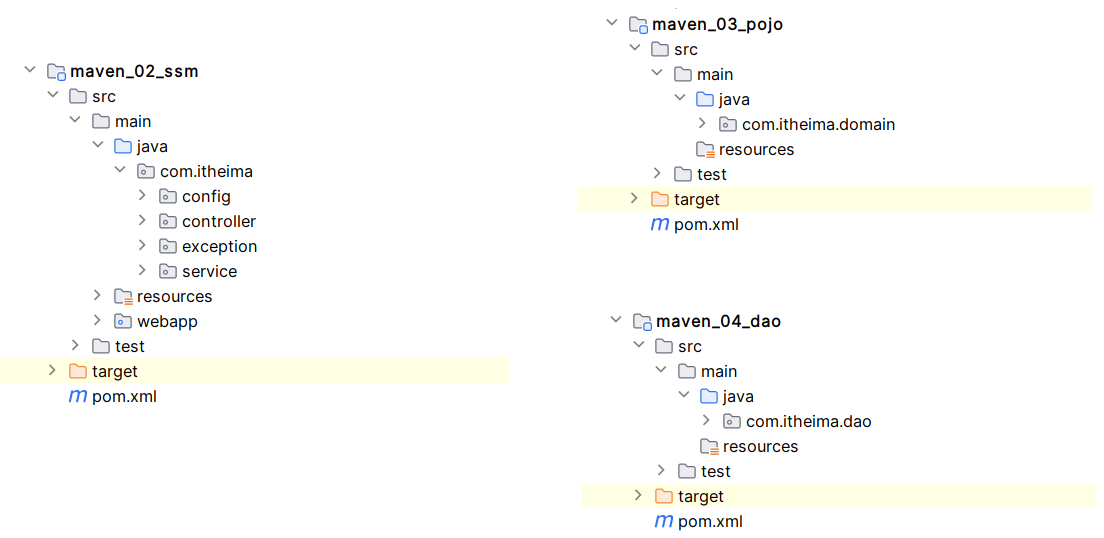 maven_02_ssm
src
main
java
com.itheima
config
controller
exception
service
resources
webapp
test
target
pom.xml
maven_03_pojo
src
main
java
com.itheima.domain
resources
test
target
pom.xml
maven_04_dao
src
main
java
com.itheima.dao
resources
test
target
pom.xml